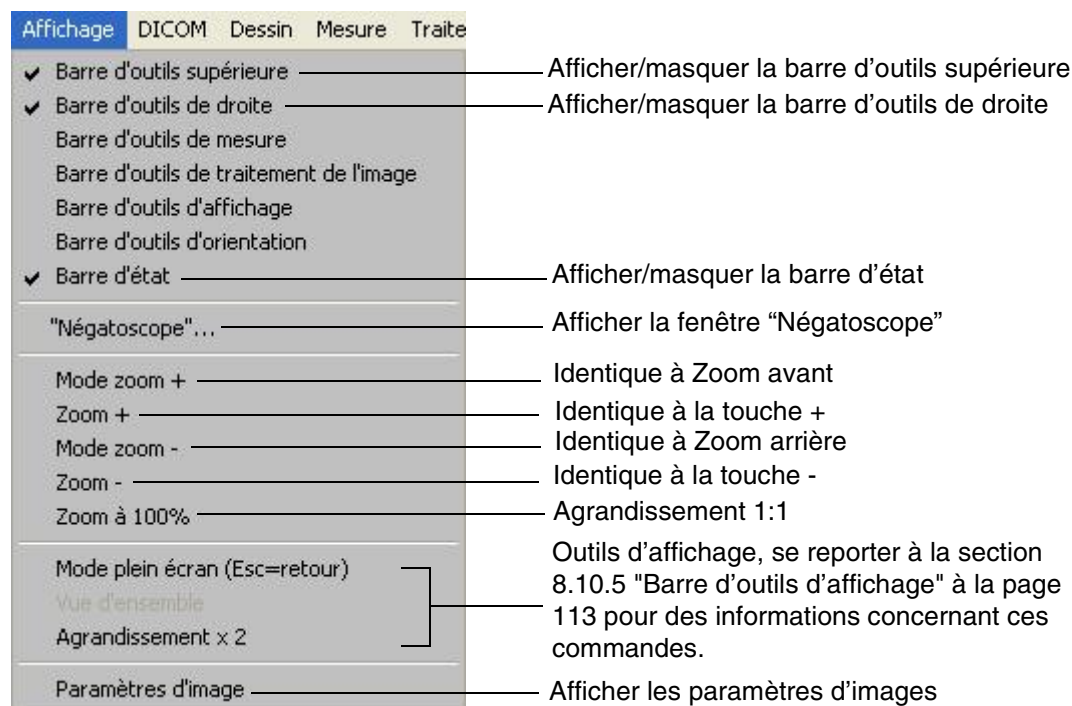 Affichage DICOM Dessin Mesure Traite
Barre d'outils supérieure Afficher/masquer la barre d’outils supérieure
Barre d'outils de droite Afficher/masquer la barre d’outils de droite
Barre d'outils de mesure
Barre d'outils de traitement de l'image
Barre d'outils d'affichage
Barre d'outils d'orientation
Barre d'état Afficher/masquer la barre d’état
"Négatoscope"... Afficher la fenêtre “Négatoscope”
Mode zoom + Identique à Zoom avant
Zoom + Identique à la touche +
Mode zoom - Identique à Zoom arrière
Zoom - Identique à la touche -
Zoom à 100% Agrandissement 1:1
Mode plein écran (Esc=retour)
Vue d'ensemble
Agrandissement x 2
Outils d’affichage, se reporter à la section
8.10.5 "Barre d’outils d’affichage" à la page
113 pour des informations concernant ces
commandes.
Paramètres d'image Afficher les paramètres d’images